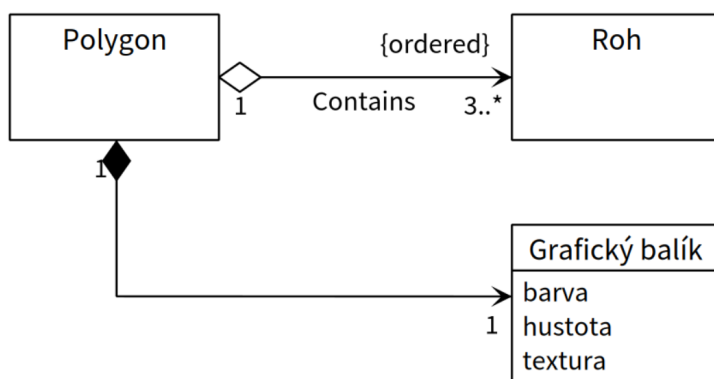 Polygon
{ordered}
Roh
1
Contains
3..*
1
Grafický balík
barva
1
hustota
textura